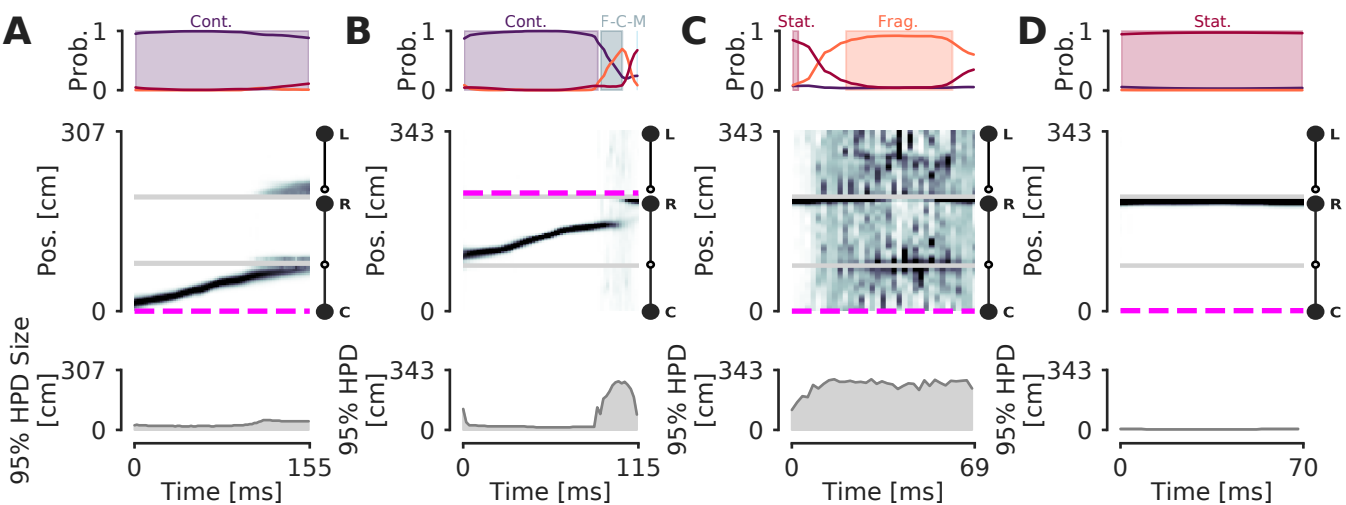 A
Cont.
Prob.
1
0
307
Pos. [cm]
0
L
R
C
95% HPD Size
[cm]
307
0
0
155
Time [ms]
B
Cont.
F-C-M
Prob.
1
0
343
Pos. [cm]
0
L
R
C
95% HPD
[cm]
343
0
0
115
Time [ms]
C
Stat.
Frag.
Prob.
1
0
343
Pos. [cm]
0
L
R
C
95% HPD
[cm]
343
0
0
69
Time [ms]
D
Stat.
Prob.
1
0
343
Pos. [cm]
0
L
R
C
95% HPD
[cm]
343
0
0
70
Time [ms]